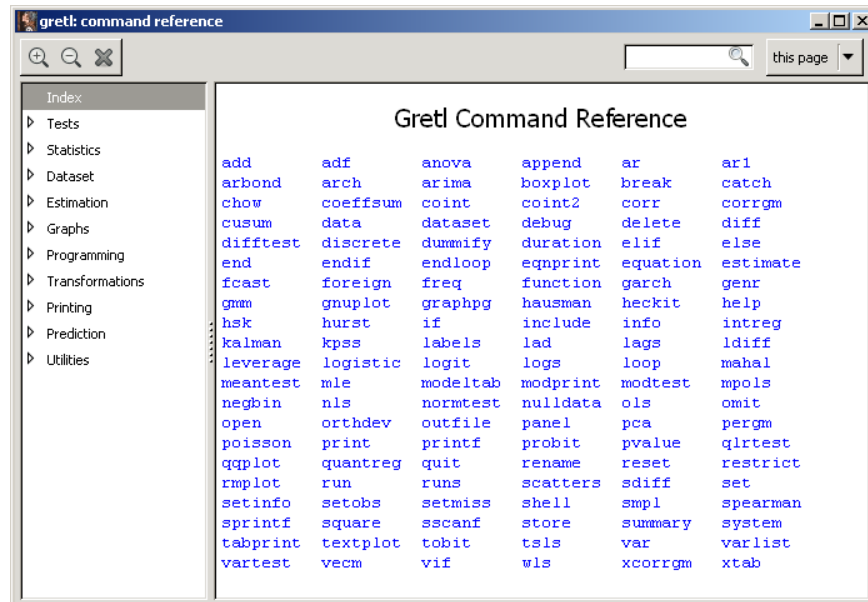 gretl: command reference
this page
Index
Tests
Statistics
Dataset
Estimation
Graphs
Programming
Transformations
Printing
Prediction
Utilities
Gretl Command Reference
add adf anova append ar ar1
arbond arch arima boxplot break catch
chow coeffsum coint coint2 corr corrgm
cusum data dataset debug delete diff
difftest discrete dummify duration elif else
end endif endloop eqnprint equation estimate
fcast foreign freq function garch genr
gmm gnuplot graphpg hausman heckit help
hsk hurst if include info intreg
kalman kpss labels lad lags ldiff
leverage logistic logit logs loop mahal
meantest mle modeltab modprint modtest mpols
negbin nls normtest nulldata ols omit
open orthdev outfile panel pca pergm
poisson print printf probit pvalue qlrtest
qqplot quantreg quit rename reset restrict
rmplot run runs scatters sdiff set
setinfo setobs setmiss shell smpl spearman
sprintf square sscanf store summary system
tabprint textplot tobit tsls var varlist
vartest vecm vif wls xcorrgm xtab